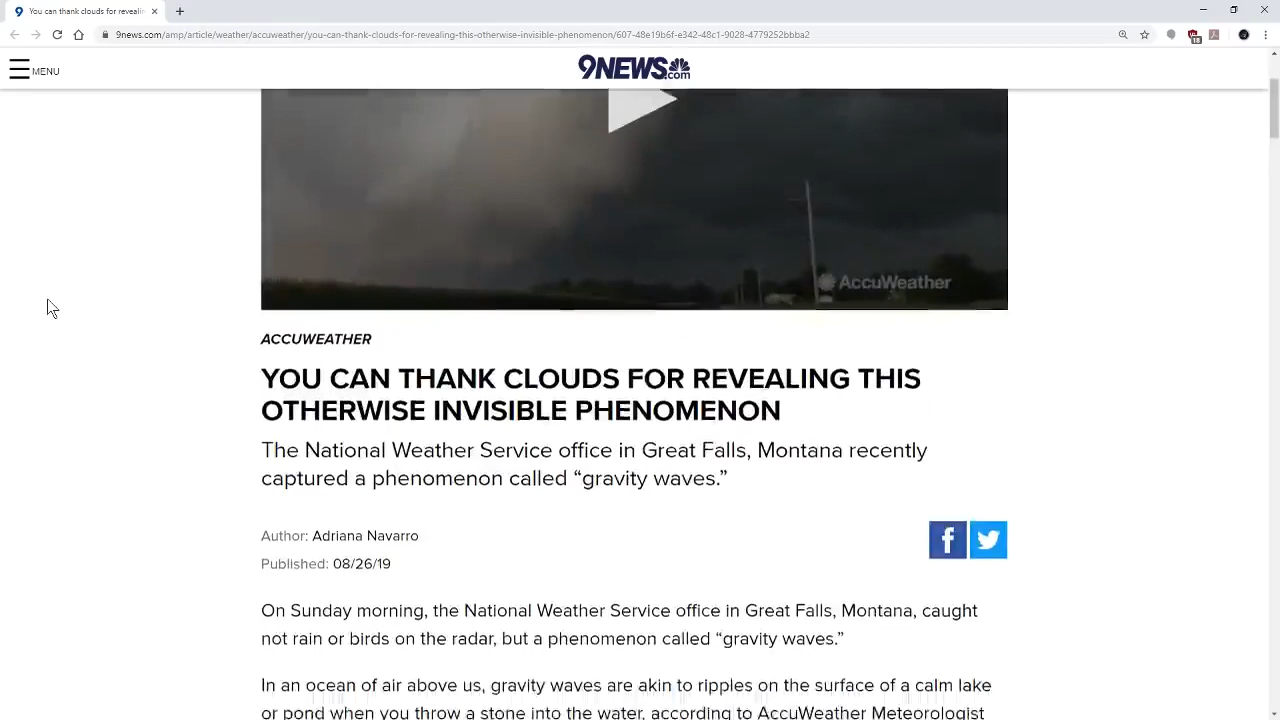 You can thank clouds for revealin
9news.com/amp/article/weather/accuweather/you-can-thank-clouds-for-revealing-this-otherwise-invisible-phenomenon/607-48e19b6f-e342-48c1-9028-4779252bbba2
MENU
9NEWS.com
AccuWeather
ACCUWEATHER
YOU CAN THANK CLOUDS FOR REVEALING THIS
OTHERWISE INVISIBLE PHENOMENON
The National Weather Service office in Great Falls, Montana recently
captured a phenomenon called “gravity waves.”
Author: Adriana Navarro
Published: 08/26/19
On Sunday morning, the National Weather Service office in Great Falls, Montana, caught
not rain or birds on the radar, but a phenomenon called “gravity waves.”
In an ocean of air above us, gravity waves are akin to ripples on the surface of a calm lake
or pond when you throw a stone into the water, according to AccuWeather Meteorologist